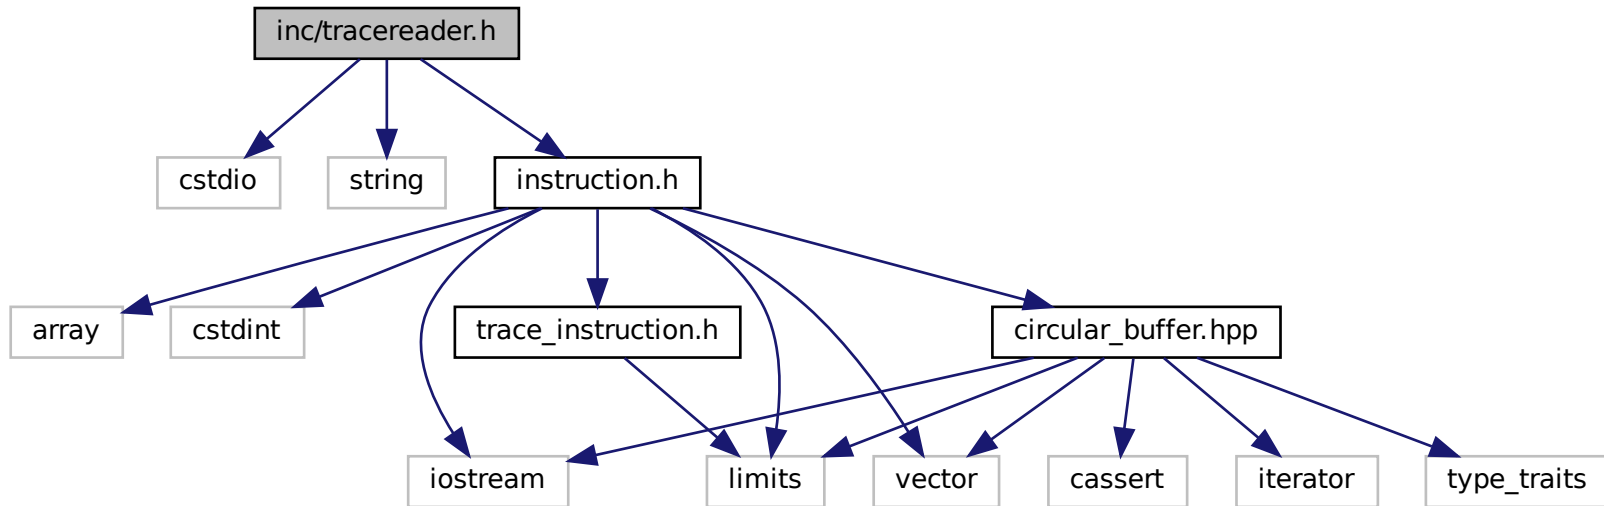 inc/tracereader.h
cstdio
string
instruction.h
array
cstdint
trace_instruction.h
circular_buffer.hpp
iostream
limits
vector
cassert
iterator
type_traits